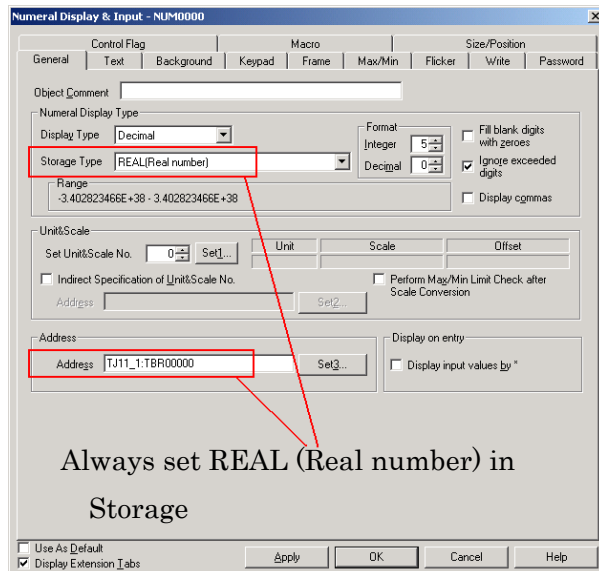 Numeral Display & Input - NUM0000
Control Flag Macro Size/Position
General Text Background Keypad Frame Max/Min Flicker Write Password
Object Comment
Numeral Display Type
Display Type Decimal
Format
Integer 5
Decimal 0
Fill blank digits with zeroes
Storage Type REAL(Real number)
Ignore exceeded digits
Range
-3.402823466E+38 - 3.402823466E+38
Display commas
Unit&Scale
Set Unit&Scale No. 0 Set1...
Unit Scale Offset
Indirect Specification of Unit&Scale No.
Perform Max/Min Limit Check after Scale Conversion
Address Set2...
Address
Address TJ11_1:TBR00000 Set3...
Display on entry
Display input values by *
Always set REAL (Real number) in
Storage
Use As Default
Display Extension Tabs
Apply OK Cancel Help